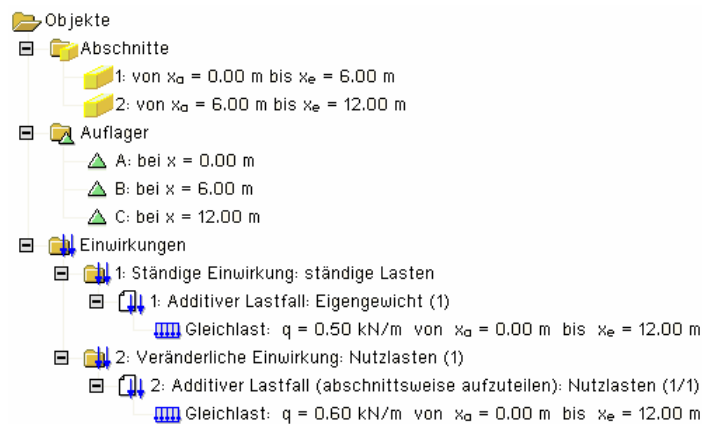 Objekte
Abschnitte
1: von xa = 0.00 m bis xe = 6.00 m
2: von xa = 6.00 m bis xe = 12.00 m
Auflager
A: bei x = 0.00 m
B: bei x = 6.00 m
C: bei x = 12.00 m
Einwirkungen
1: Ständige Einwirkung: ständige Lasten
1: Additiver Lastfall: Eigengewicht (1)
Gleichlast: q = 0.50 kN/m von xa = 0.00 m bis xe = 12.00 m
2: Veränderliche Einwirkung: Nutzlasten (1)
2: Additiver Lastfall (abschnittsweise aufzuteilen): Nutzlasten (1/1)
Gleichlast: q = 0.60 kN/m von xa = 0.00 m bis xe = 12.00 m